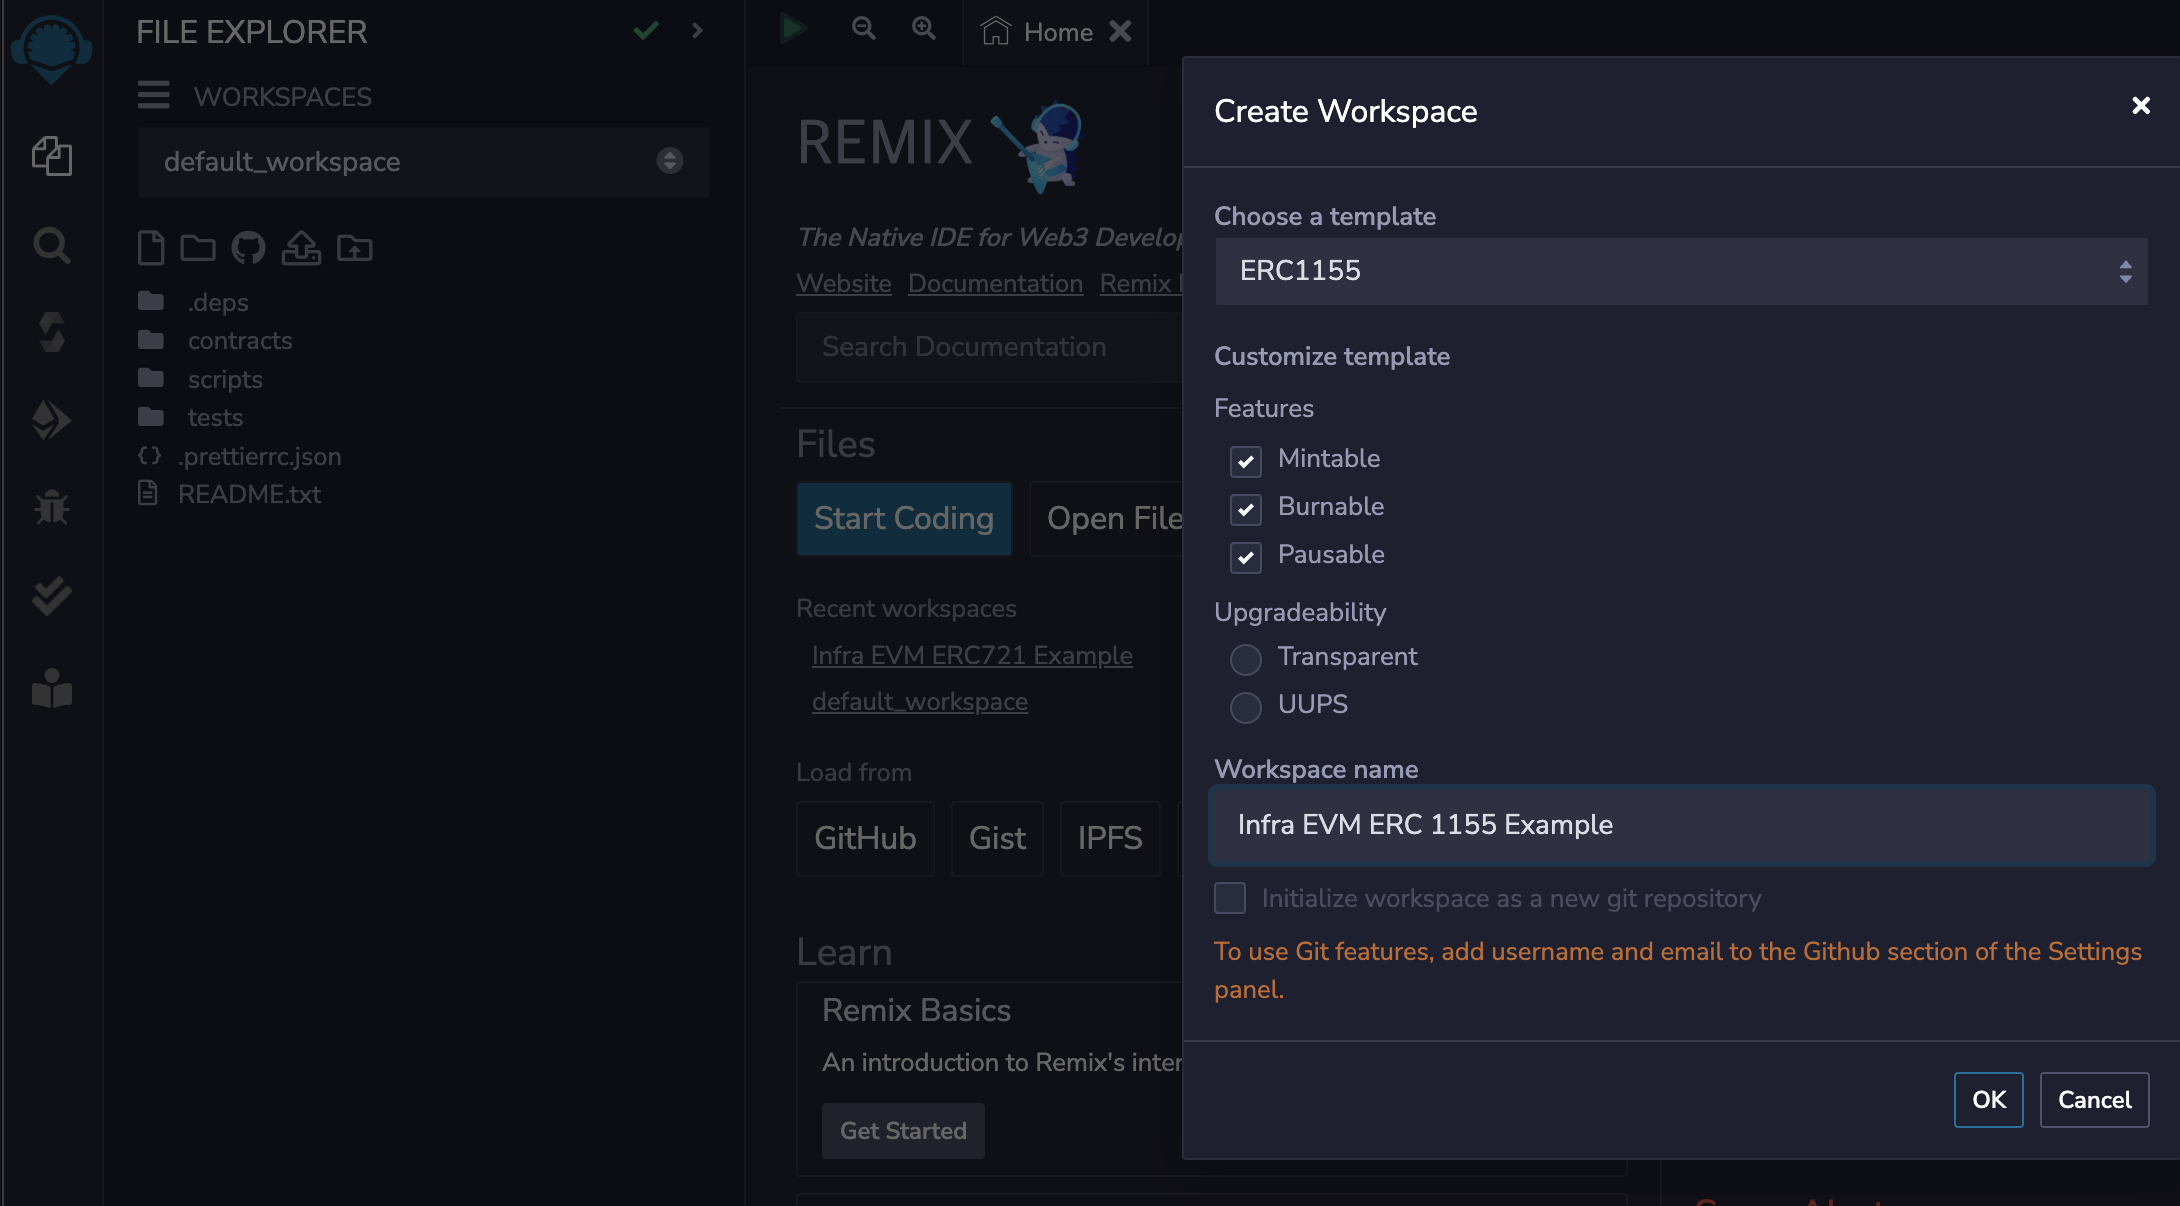 FILE EXPLORER
WORKSPACES
default_workspace
.deps
contracts
scripts
tests
.prettierrc.json
README.txt
Home
REMIX
The Native IDE for Web3 Develop
Website Documentation Remix
Search Documentation
Files
Start Coding Open File
Recent workspaces
Infra EVM ERC721 Example
default_workspace
Load from
GitHub Gist IPFS
Learn
Remix Basics
An introduction to Remix's inter
Get Started
Create Workspace
Choose a template
ERC1155
Customize template
Features
Mintable
Burnable
Pausable
Upgradeability
Transparent
UUPS
Workspace name
Infra EVM ERC 1155 Example
Initialize workspace as a new git repository
To use Git features, add username and email to the Github section of the Settings
panel.
OK Cancel